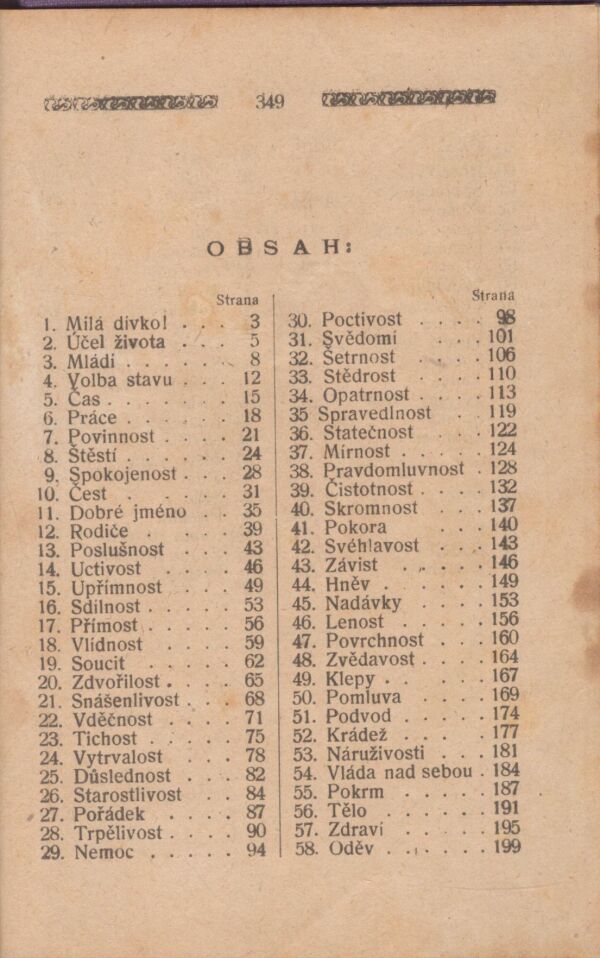 349
OBSAH:
Strana
1. Milá dívko! . . . 3
2. Účel života . . . 5
3. Mládí . . . . . . 8
4. Volba stavu . . . 12
5. Čas . . . . . . . 15
6. Práce . . . . . . 18
7. Povinnost . . . . 21
8. Štěstí . . . . . . 24
9. Spokojenost . . . 28
10. Čest . . . . . 31
11. Dobré jméno . . 35
12. Rodiče . . . . . 39
13. Poslušnost . . . 43
14. Uctivost . . . . 46
15. Upřímnost . . . 49
16. Sdilnost . . . . . 53
17. Přímost . . . . . 56
18. Vlídnost . . . . 59
19. Soucit . . . . . 62
20. Zdvořilost . . . . 65
21. Snášenlivost . . . 68
22. Vděčnost . . . . 71
23. Tichost . . . . . 75
24. Vytrvalost . . . 78
25. Důslednost . . . 82
26. Starostlivost . . 84
27. Pořádek . . . . 87
28. Trpělivost . . . . 90
29. Nemoc . . . . . 94
Strana
30. Poctivost . . . . 98
31. Svědomí . . . 101
32. Šetrnost . . . . 106
33. Stědrost . . . . 110
34. Opatrnost . . . . 113
35 Spravedlnost . . 119
36. Statečnost . . . 122
37. Mírnost . . . . . 124
38. Pravdomluvnost . 128
39. Čistotnost . . . . 132
40. Skromnost . . . 137
41. Pokora . . . . 140
42. Svéhlavost . . . 143
43. Závist . . . . . 146
44. Hněv . . . . . . 149
45. Nadávky . . . . 153
46. Lenost . . . . . 156
47. Povrchnost . . . 160
48. Zvědavost . . . . 164
49. Klepy . . . . . . 167
50. Pomluva . . . . 169
51. Podvod . . . . . 174
52. Krádež . . . . . 177
53. Náruživosti . . . 181
54. Vláda nad sebou . 184
55. Pokrm . . . . . 187
56. Tělo . . . . . . 191
57. Zdraví . . . . . 195
58. Oděv . . . . . . 199